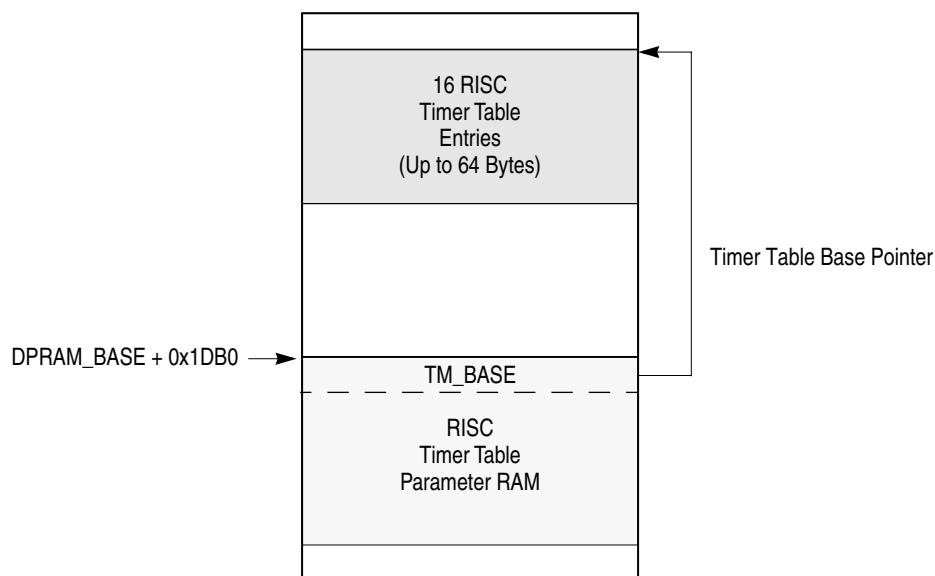 16 RISC
Timer Table
Entries
(Up to 64 Bytes)
Timer Table Base Pointer
DPRAM_BASE + 0x1DB0
TM_BASE
RISC
Timer Table
Parameter RAM